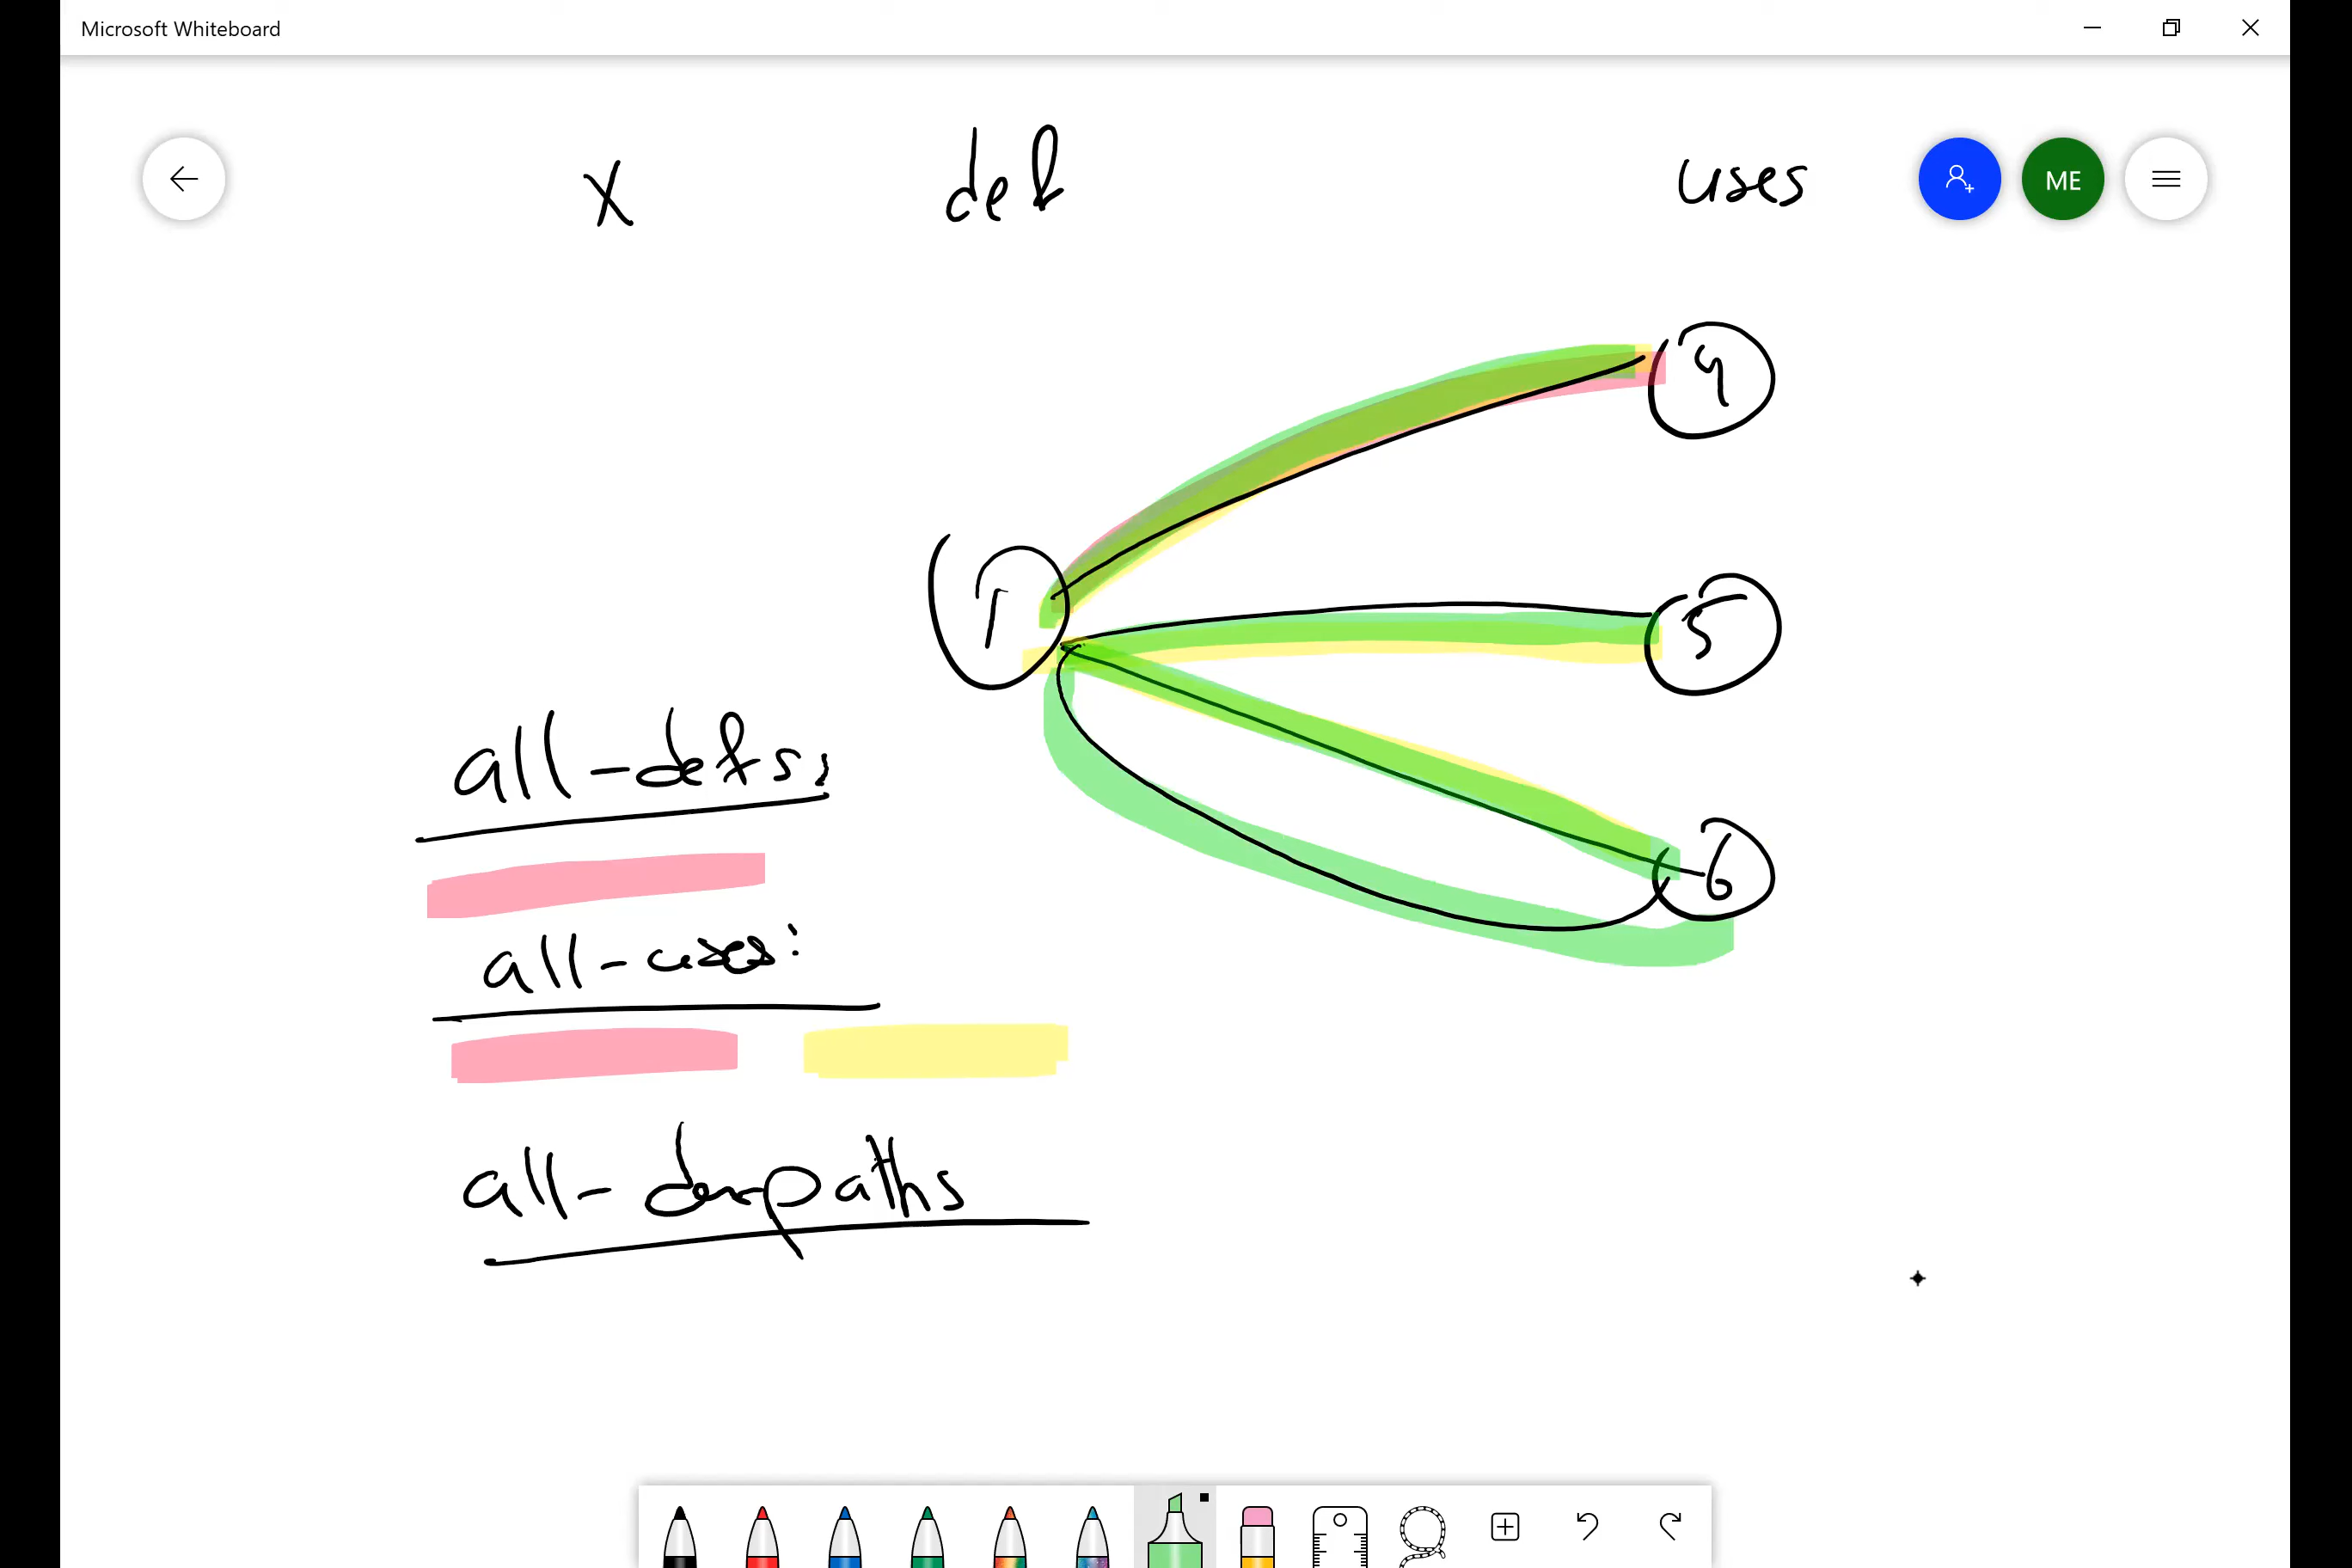 Microsoft Whiteboard
x def uses
ME
4
1 5
all-defs:
6
all-uses:
all-dupaths